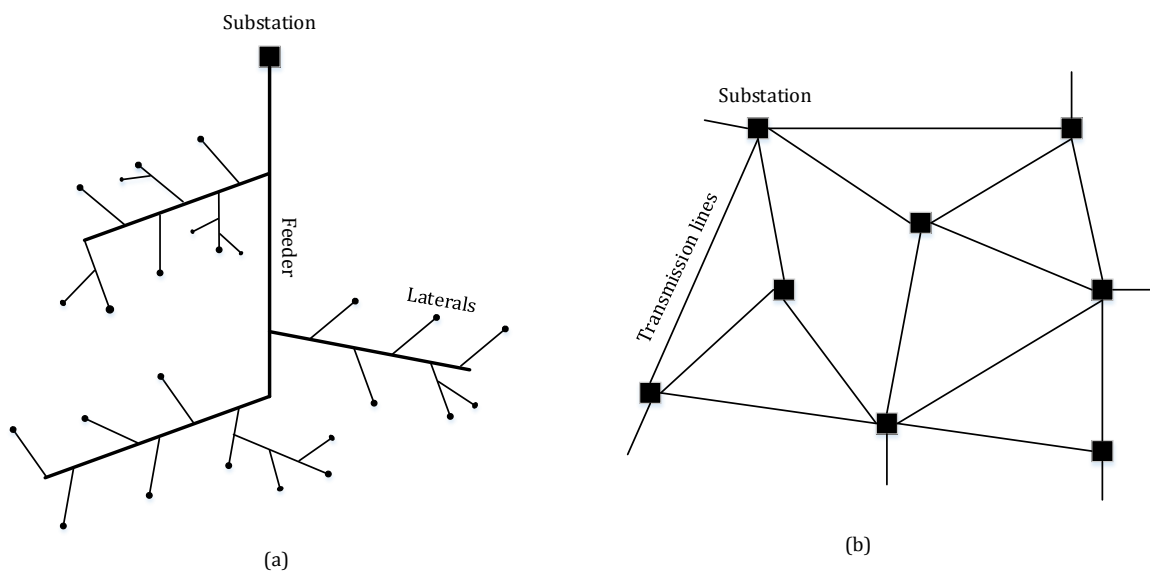 Substation
Feeder
Laterals
(a)
Substation
Transmission lines
(b)